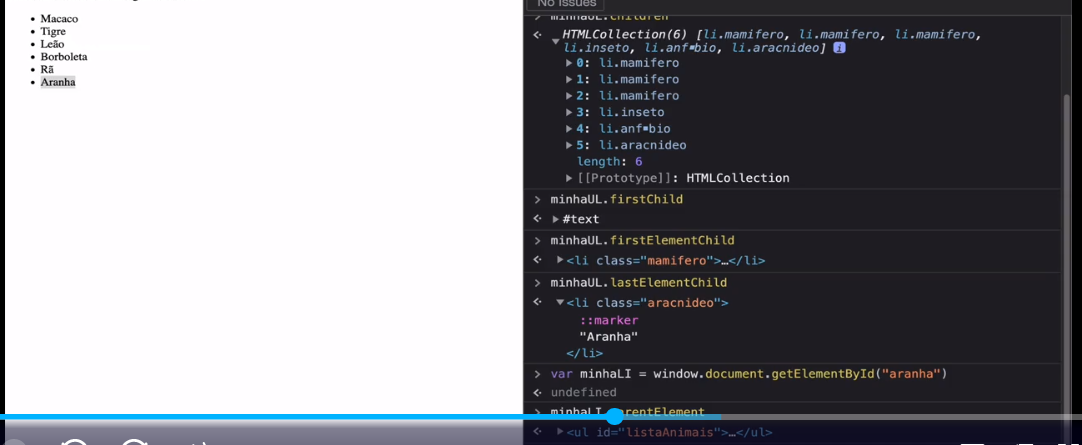 Macaco
Tigre
Leão
Borboleta
Rã
Aranha
No Issues
minhaUL.children
HTMLCollection(6) [li.mamifero, li.mamifero, li.mamifero,
li.inseto, li.anf▪bio, li.aracnideo] i
0: li.mamifero
1: li.mamifero
2: li.mamifero
3: li.inseto
4: li.anf▪bio
5: li.aracnideo
length: 6
[[Prototype]]: HTMLCollection
> minhaUL.firstChild
#text
> minhaUL.firstElementChild
<li class="mamifero">…</li>
> minhaUL.lastElementChild
<li class="aracnideo">
::marker
"Aranha"
</li>
> var minhaLI = window.document.getElementById("aranha")
undefined
> minhaLI.parentElement
<ul id="listaAnimais">…</ul>